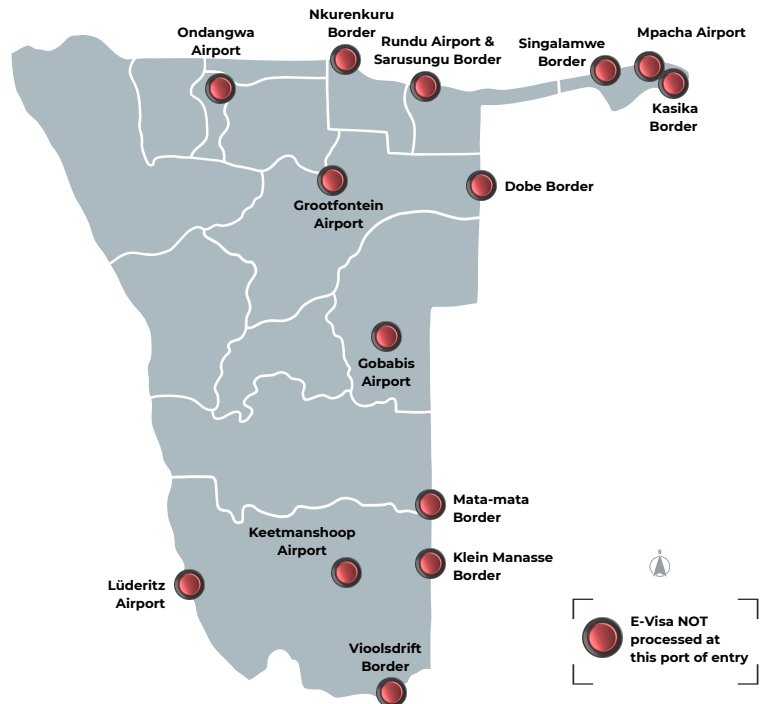 Ondangwa
Airport
Nkurenkuru
Border
Rundu Airport &
Sarusungu Border
Singalamwe
Border
Mpacha Airport
Kasika
Border
Grootfontein
Airport
Dobe Border
Gobabis
Airport
Mata-mata
Border
Keetmanshoop
Airport
Klein Manasse
Border
Lüderitz
Airport
N
E-Visa NOT
processed at
this port of entry
Vioolsdrift
Border